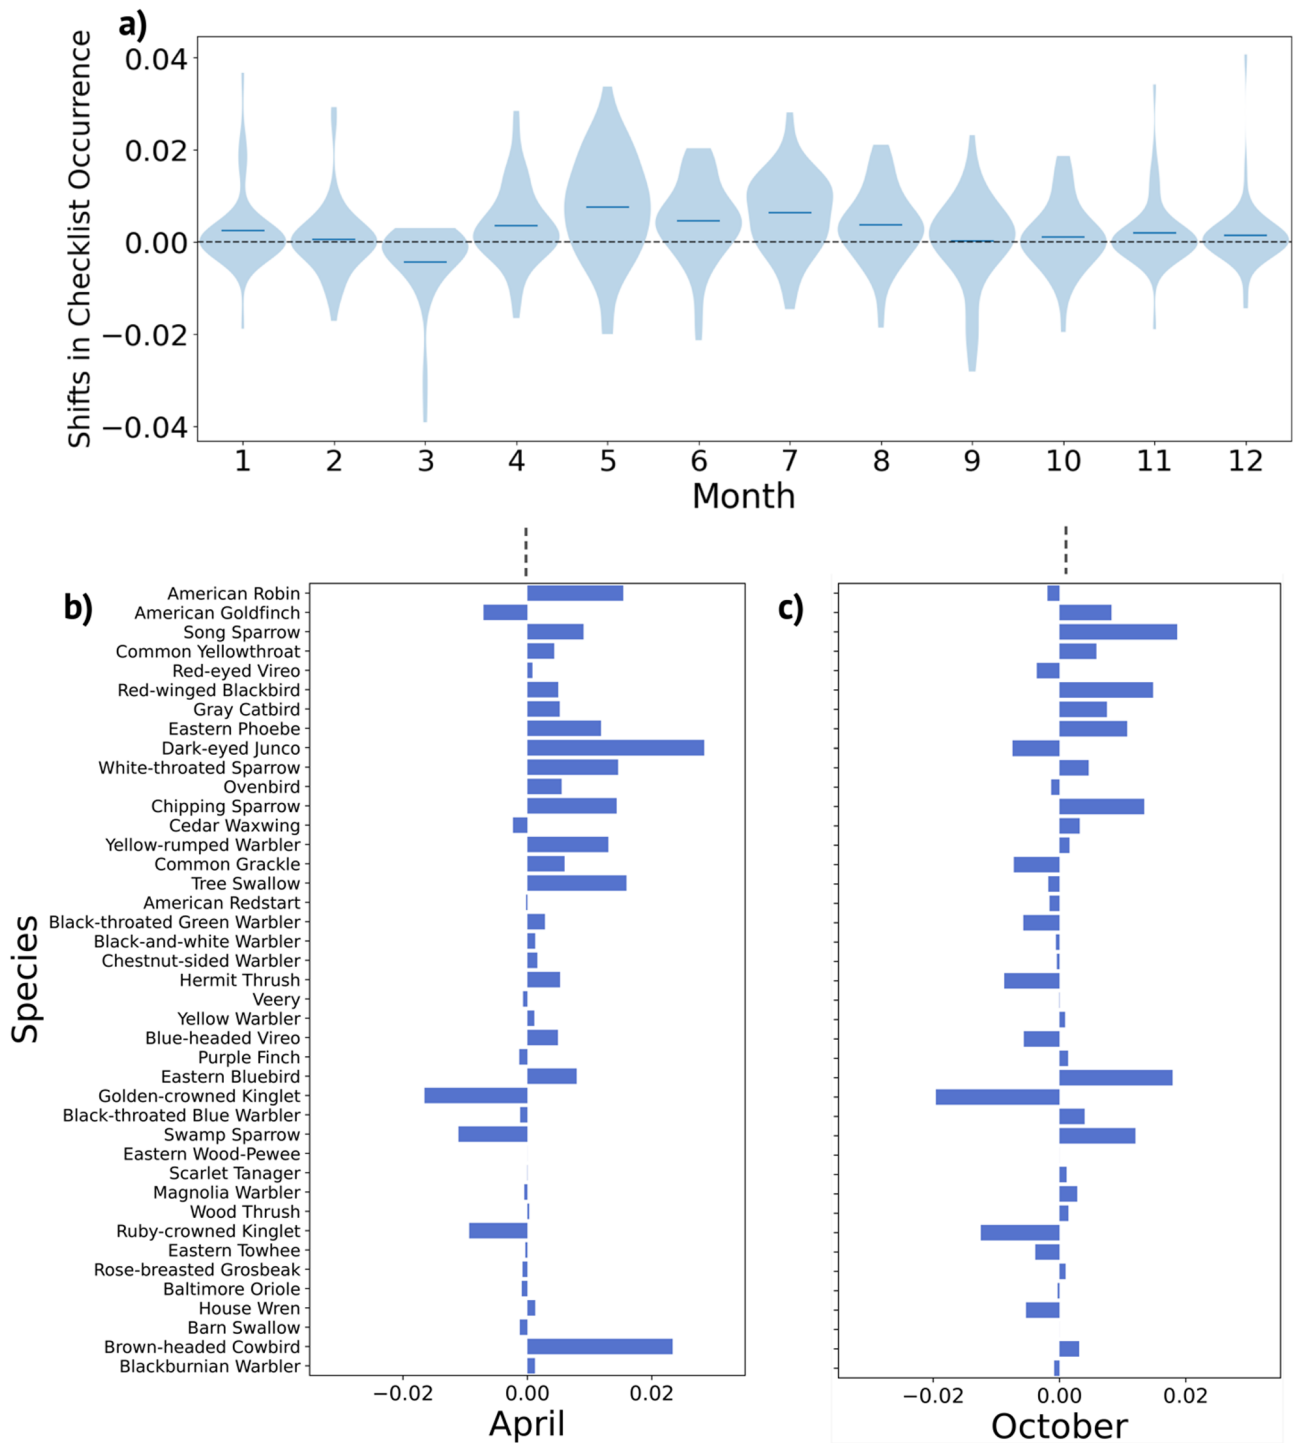 a)
Shifts in Checklist Occurrence
0.04
0.02
0.00
−0.02
−0.04
1 2 3 4 5 6 7 8 9 10 11 12
Month
b)
c)
Species
American Robin
American Goldfinch
Song Sparrow
Common Yellowthroat
Red-eyed Vireo
Red-winged Blackbird
Gray Catbird
Eastern Phoebe
Dark-eyed Junco
White-throated Sparrow
Ovenbird
Chipping Sparrow
Cedar Waxwing
Yellow-rumped Warbler
Common Grackle
Tree Swallow
American Redstart
Black-throated Green Warbler
Black-and-white Warbler
Chestnut-sided Warbler
Hermit Thrush
Veery
Yellow Warbler
Blue-headed Vireo
Purple Finch
Eastern Bluebird
Golden-crowned Kinglet
Black-throated Blue Warbler
Swamp Sparrow
Eastern Wood-Pewee
Scarlet Tanager
Magnolia Warbler
Wood Thrush
Ruby-crowned Kinglet
Eastern Towhee
Rose-breasted Grosbeak
Baltimore Oriole
House Wren
Barn Swallow
Brown-headed Cowbird
Blackburnian Warbler
−0.02 0.00 0.02
April
−0.02 0.00 0.02
October